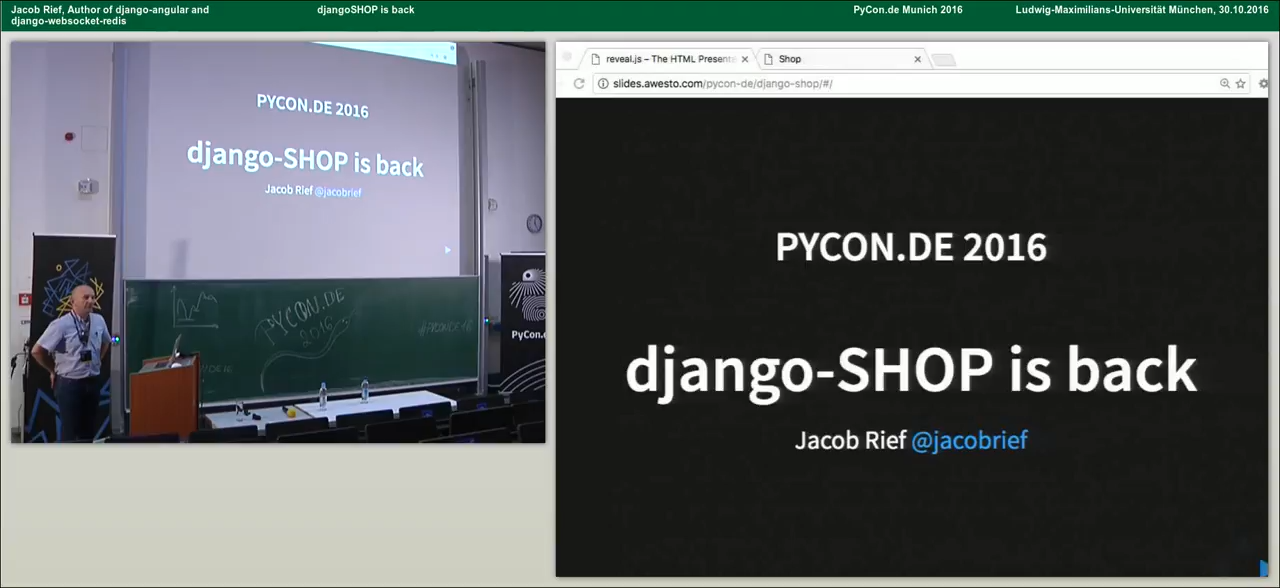 Jacob Rief, Author of django-angular and
django-websocket-redis
djangoSHOP is back
PyCon.de Munich 2016
Ludwig-Maximilians-Universität München, 30.10.2016
PYCON.DE 2016
django-SHOP is back
Jacob Rief @jacobrief
PYCON.DE
2016
#PYCONDE16
PyCon.
reveal.js – The HTML Present
Shop
slides.awesto.com/pycon-de/django-shop/#/
PYCON.DE 2016
django-SHOP is back
Jacob Rief @jacobrief